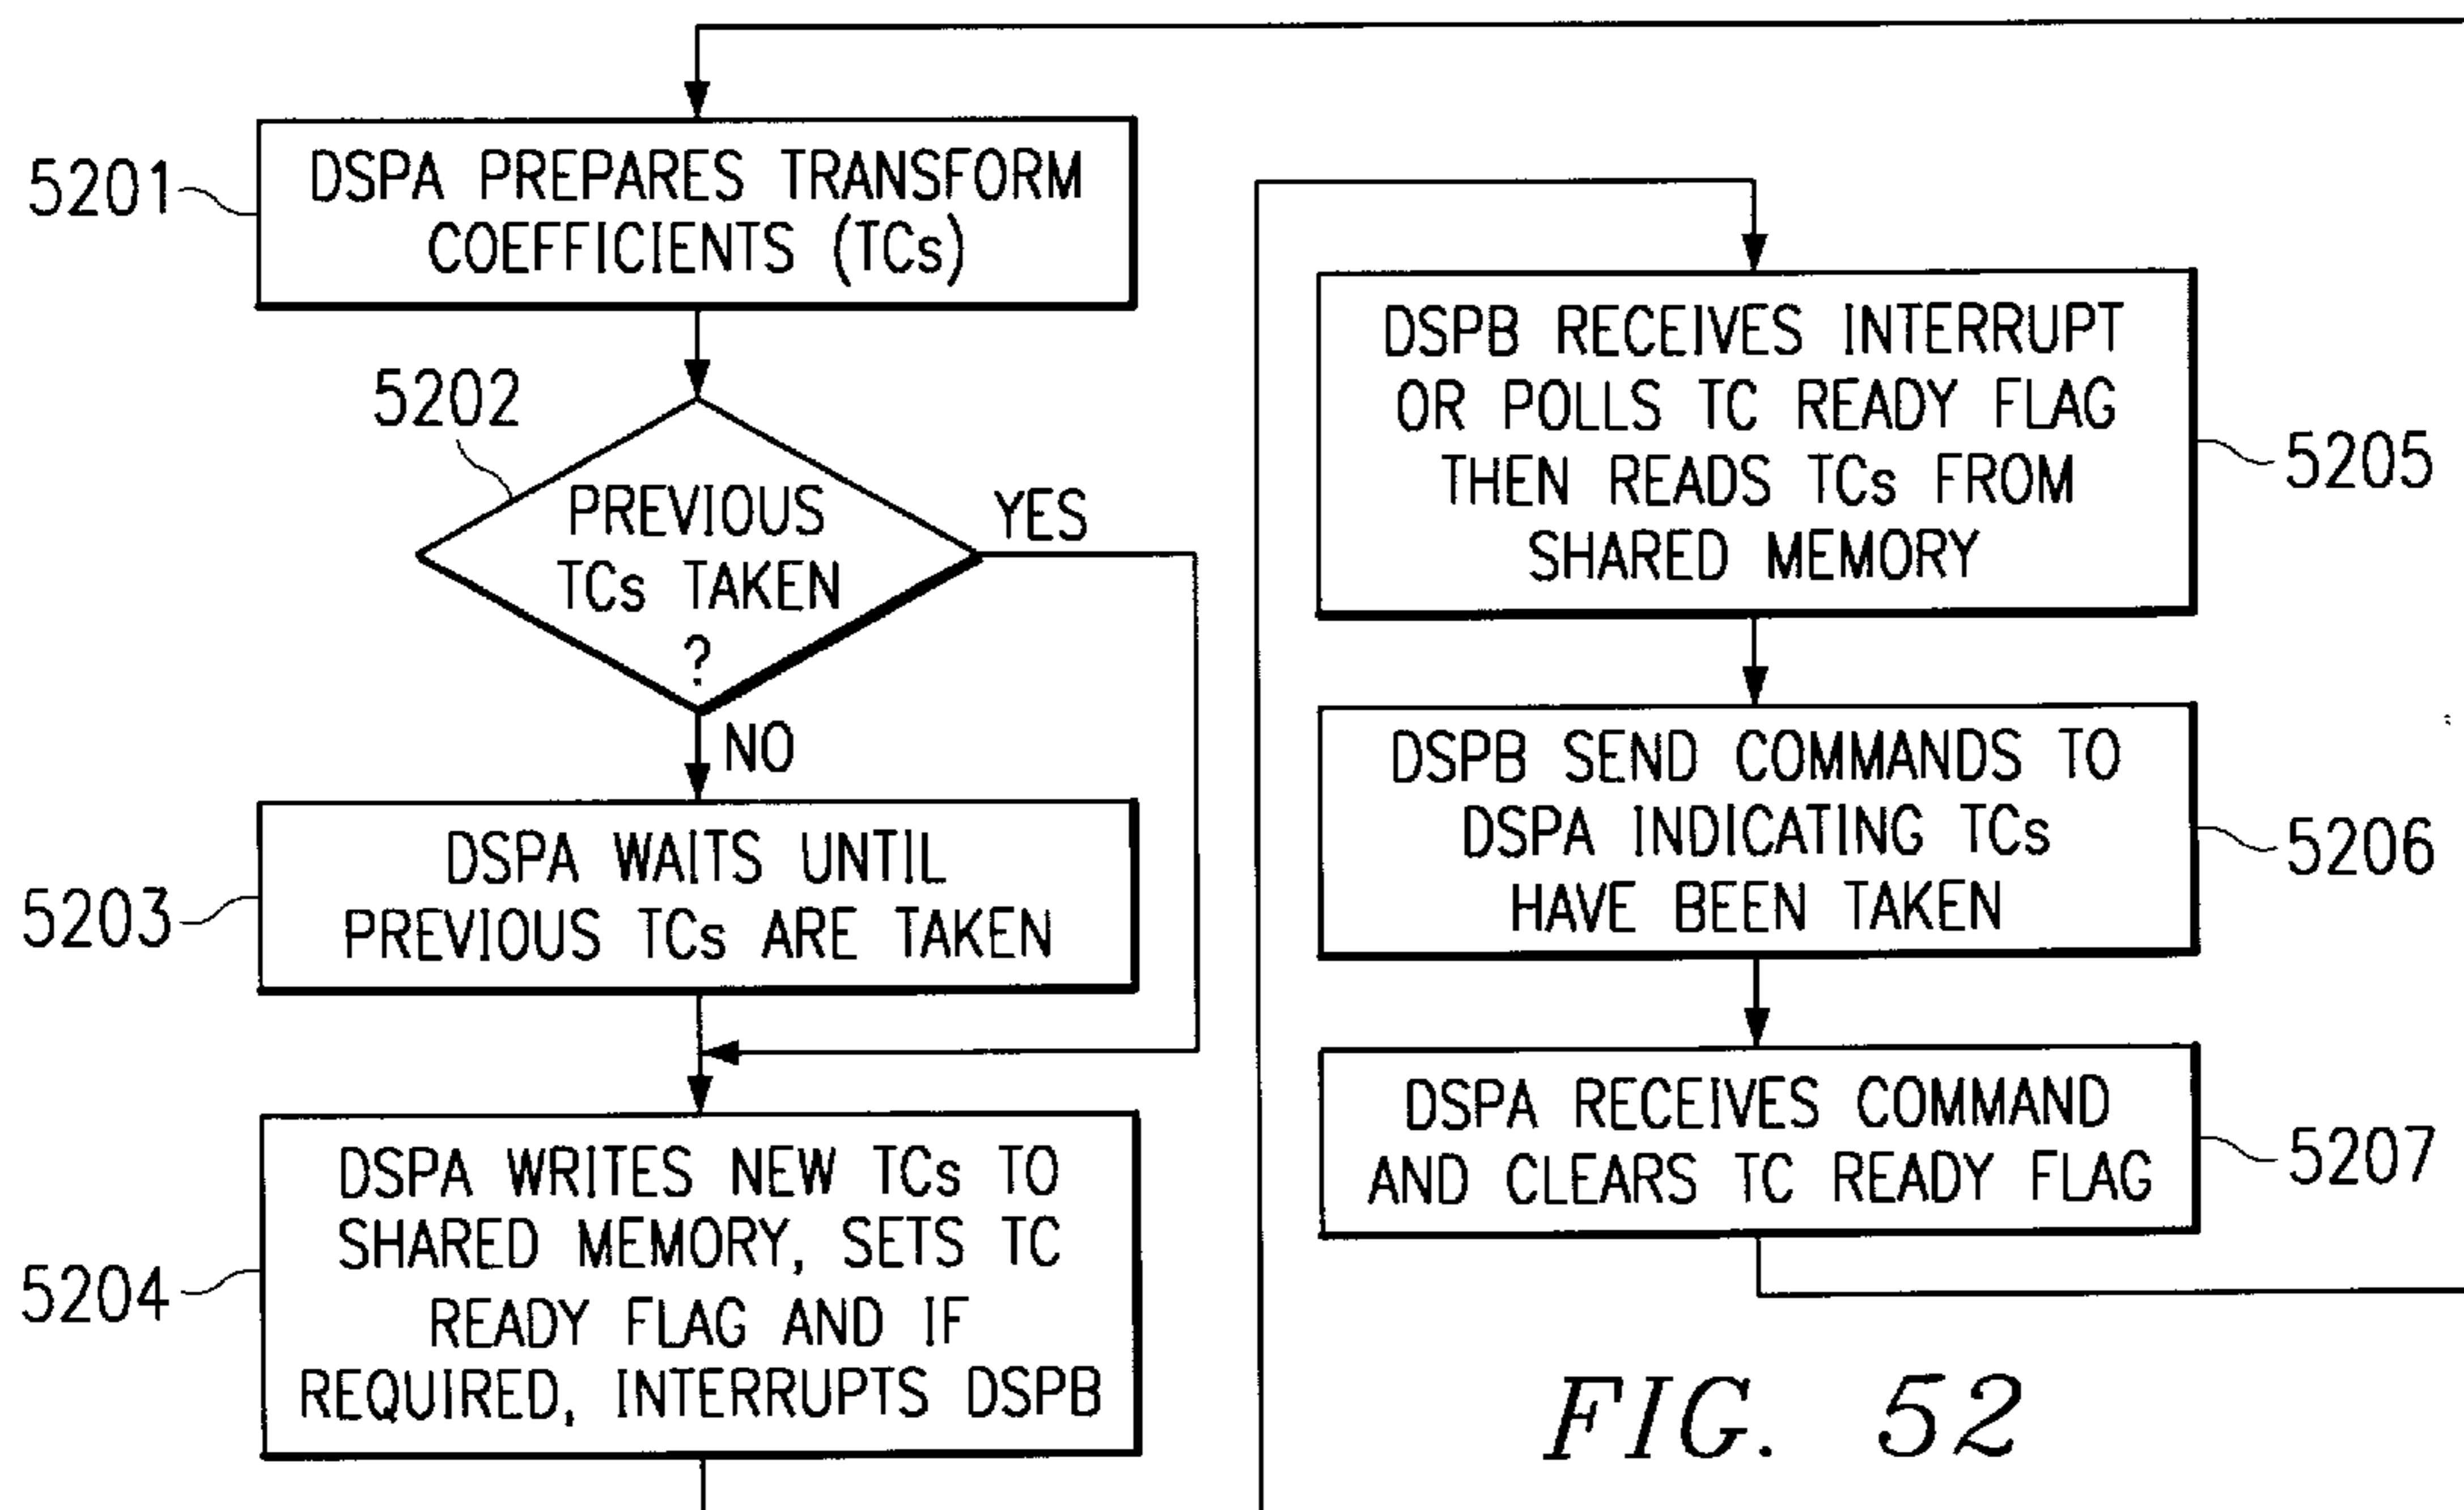 5201
DSPA PREPARES TRANSFORM
COEFFICIENTS (TCs)
5202
PREVIOUS
TCs TAKEN
?
YES
NO
5203
DSPA WAITS UNTIL
PREVIOUS TCs ARE TAKEN
5204
DSPA WRITES NEW TCs TO
SHARED MEMORY, SETS TC
READY FLAG AND IF
REQUIRED, INTERRUPTS DSPB
DSPB RECEIVES INTERRUPT
OR POLLS TC READY FLAG
THEN READS TCs FROM
SHARED MEMORY
5205
DSPB SEND COMMANDS TO
DSPA INDICATING TCs
HAVE BEEN TAKEN
5206
DSPA RECEIVES COMMAND
AND CLEARS TC READY FLAG
5207
FIG. 52